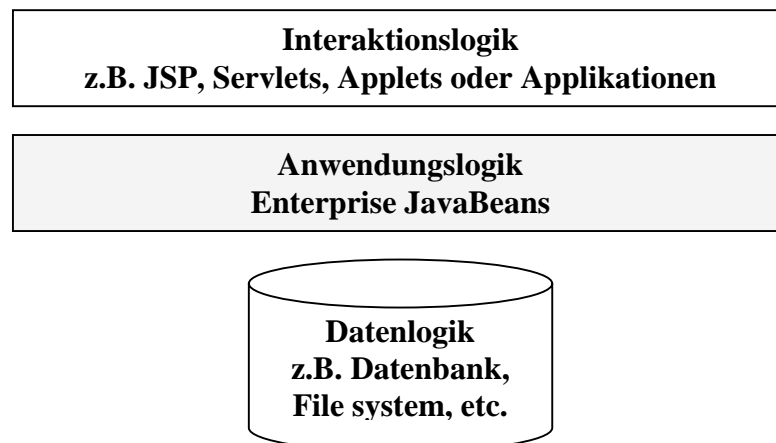 Interaktionslogik
z.B. JSP, Servlets, Applets oder Applikationen
Anwendungslogik
Enterprise JavaBeans
Datenlogik
z.B. Datenbank,
File system, etc.